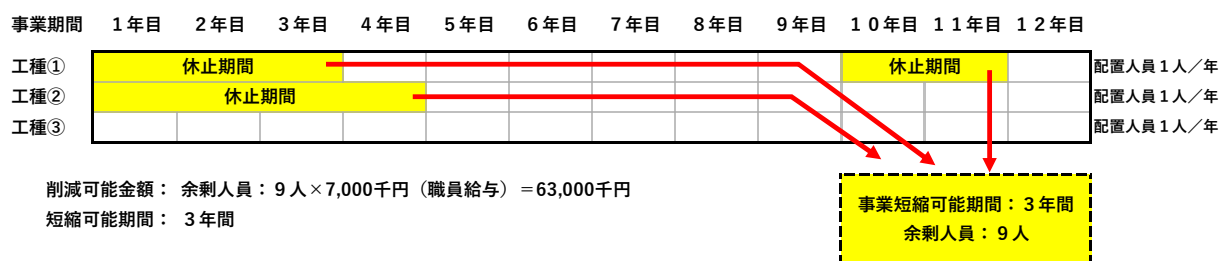 事業期間 １年目 ２年目 ３年目 ４年目 ５年目 ６年目 ７年目 ８年目 ９年目 １０年目 １１年目 １２年目
工種① 休止期間 休止期間 配置人員１人／年
工種② 休止期間 配置人員１人／年
工種③ 配置人員１人／年
削減可能金額： 余剰人員：９人×7,000千円（職員給与）＝63,000千円
短縮可能期間： ３年間
事業短縮可能期間：３年間
余剰人員：９人